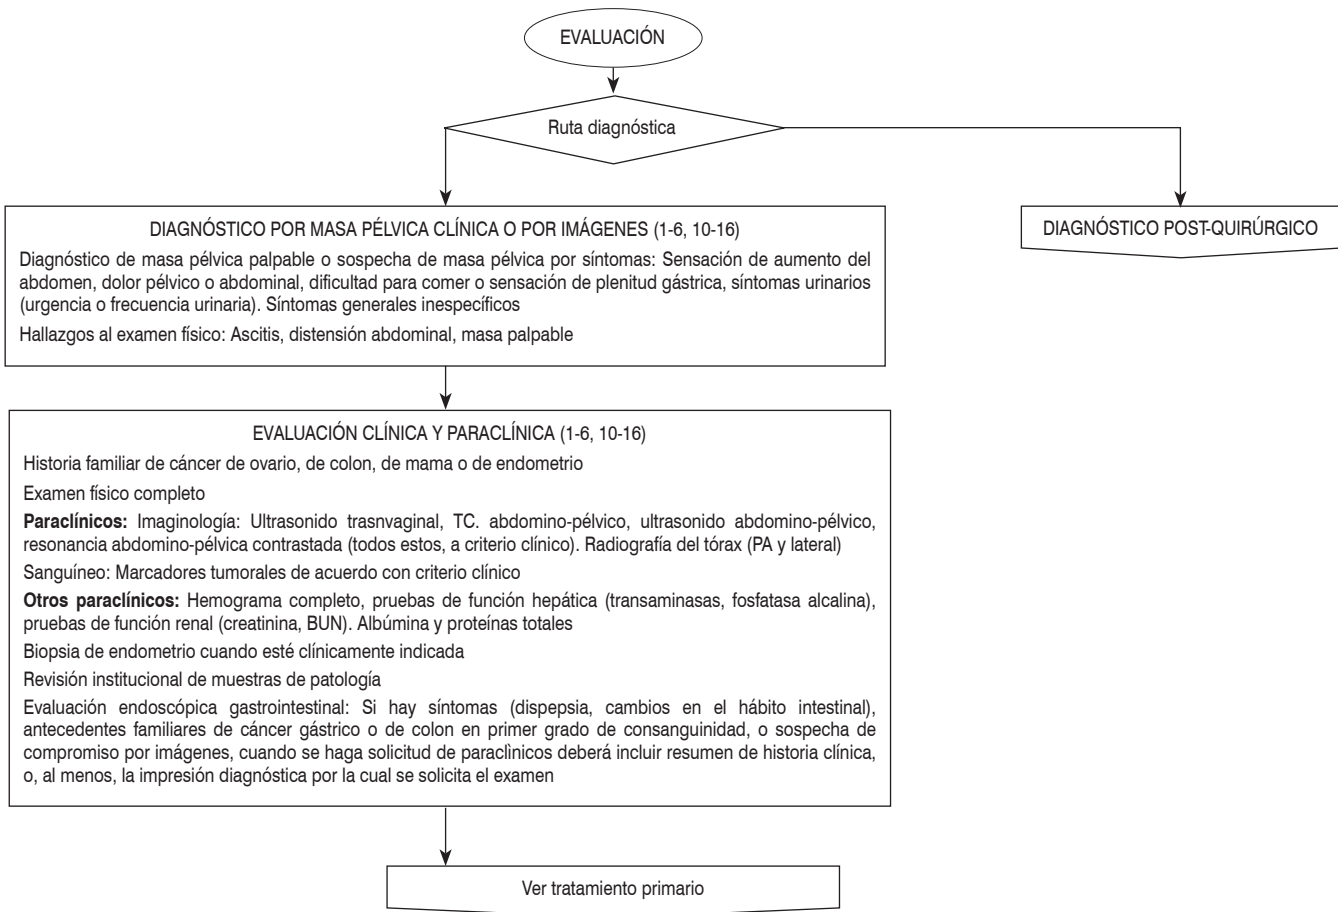 EVALUACIÓN
Ruta diagnóstica
DIAGNÓSTICO POR MASA PÉLVICA CLÍNICA O POR IMÁGENES (1-6, 10-16)
Diagnóstico de masa pélvica palpable o sospecha de masa pélvica por síntomas: Sensación de aumento del
abdomen, dolor pélvico o abdominal, dificultad para comer o sensación de plenitud gástrica, síntomas urinarios
(urgencia o frecuencia urinaria). Síntomas generales inespecíficos
Hallazgos al examen físico: Ascitis, distensión abdominal, masa palpable
DIAGNÓSTICO POST-QUIRÚRGICO
EVALUACIÓN CLÍNICA Y PARACLÍNICA (1-6, 10-16)
Historia familiar de cáncer de ovario, de colon, de mama o de endometrio
Examen físico completo
Paraclínicos: Imaginología: Ultrasonido trasnvaginal, TC. abdomino-pélvico, ultrasonido abdomino-pélvico,
resonancia abdomino-pélvica contrastada (todos estos, a criterio clínico). Radiografía del tórax (PA y lateral)
Sanguíneo: Marcadores tumorales de acuerdo con criterio clínico
Otros paraclínicos: Hemograma completo, pruebas de función hepática (transaminasas, fosfatasa alcalina),
pruebas de función renal (creatinina, BUN). Albúmina y proteínas totales
Biopsia de endometrio cuando esté clínicamente indicada
Revisión institucional de muestras de patología
Evaluación endoscópica gastrointestinal: Si hay síntomas (dispepsia, cambios en el hábito intestinal),
antecedentes familiares de cáncer gástrico o de colon en primer grado de consanguinidad, o sospecha de
compromiso por imágenes, cuando se haga solicitud de paraclìnicos deberá incluir resumen de historia clínica,
o, al menos, la impresión diagnóstica por la cual se solicita el examen
Ver tratamiento primario